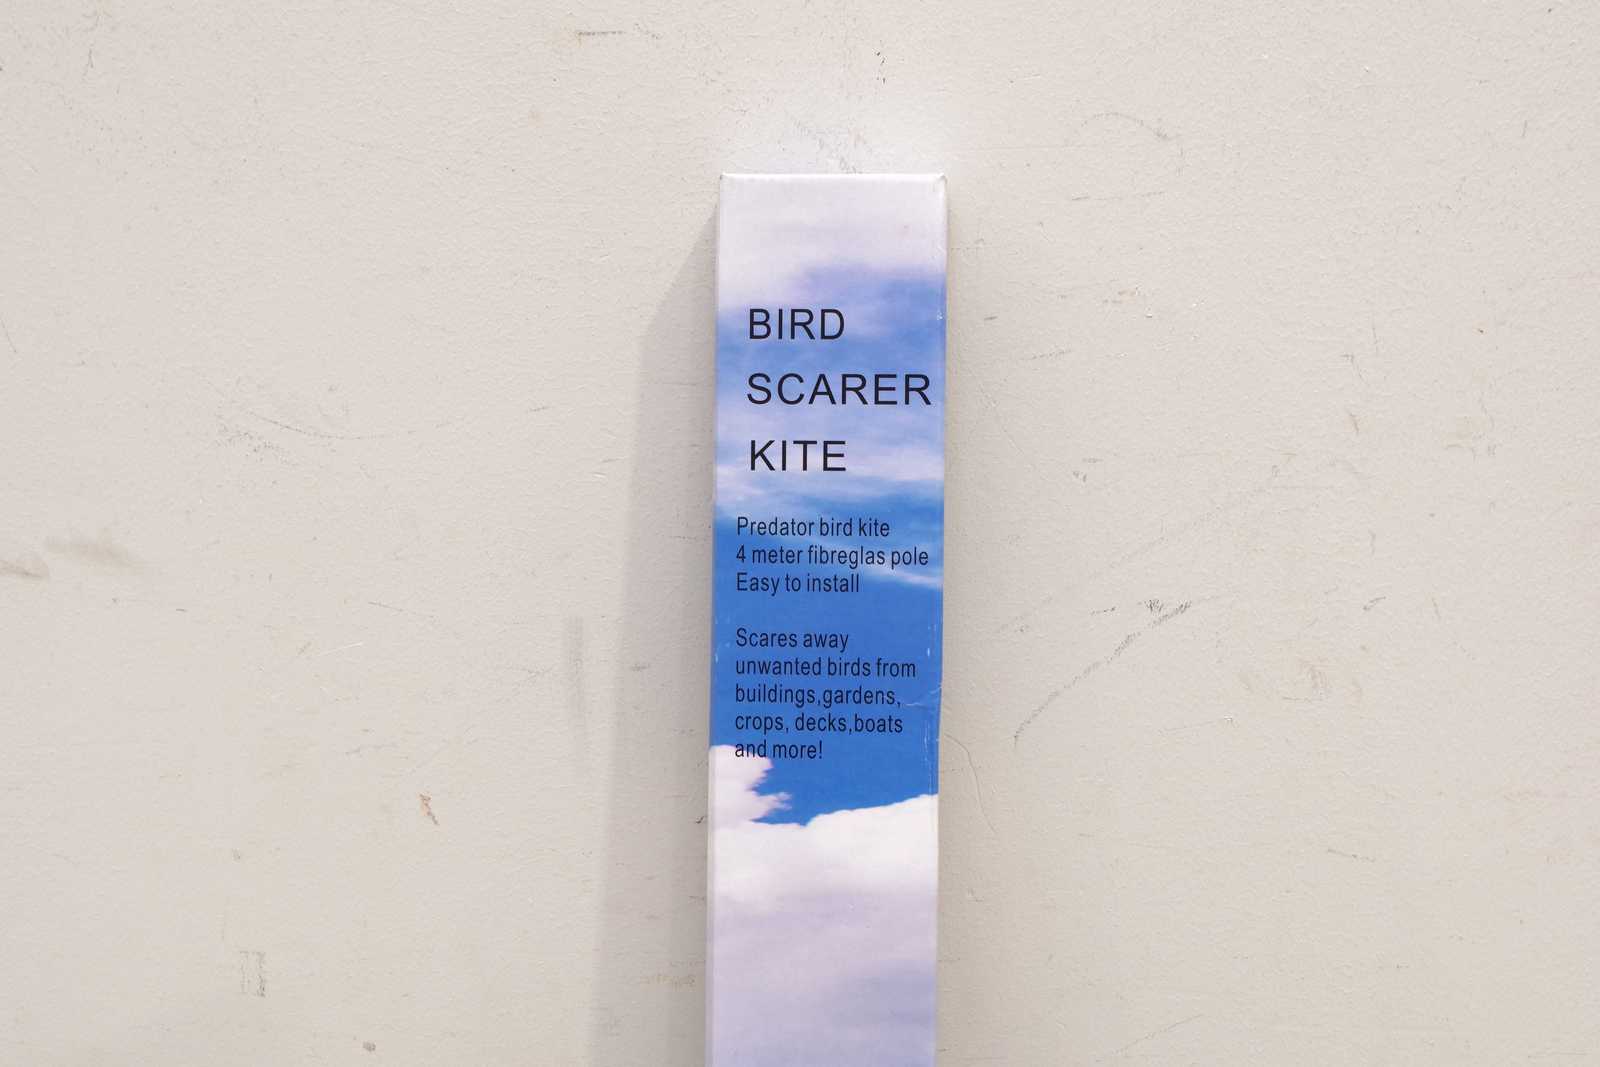 BIRD
SCARER
KITE
Predator bird kite
4 meter fibreglas pole
Easy to install
Scares away
unwanted birds from
buildings,gardens,
crops, decks,boats
and more!